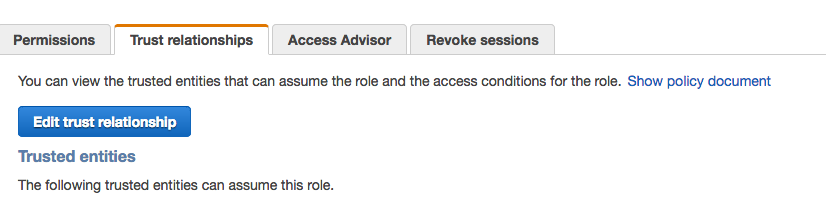 Permissions Trust relationships Access Advisor Revoke sessions
You can view the trusted entities that can assume the role and the access conditions for the role. Show policy document
Edit trust relationship
Trusted entities
The following trusted entities can assume this role.